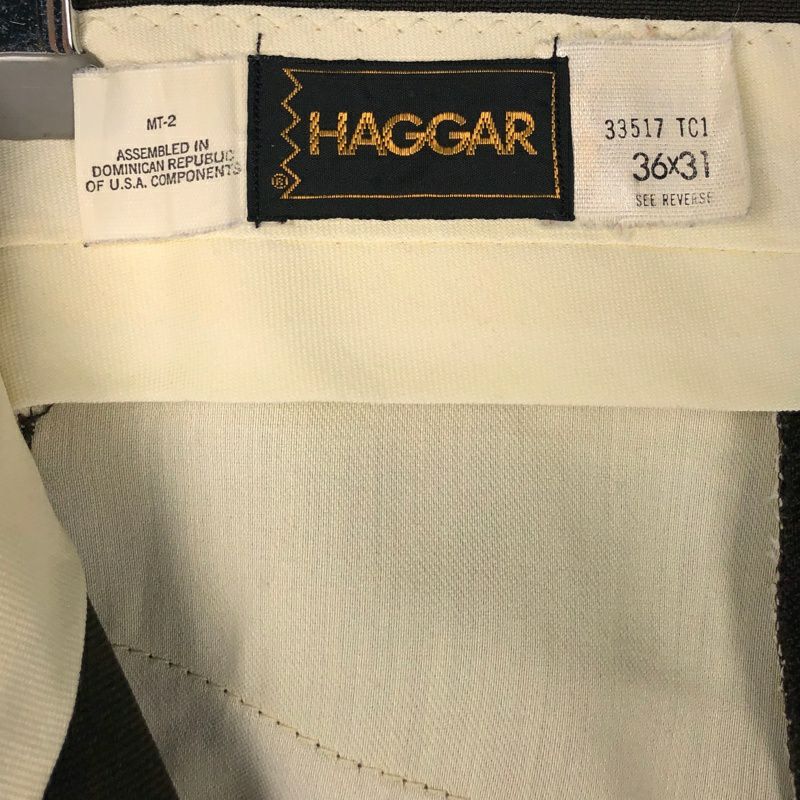 MT-2
ASSEMBLED IN
DOMINICAN REPUBLIC
OF U.S.A. COMPONENTS
HAGGAR
®
33517 TC1
36x31
SEE REVERSE